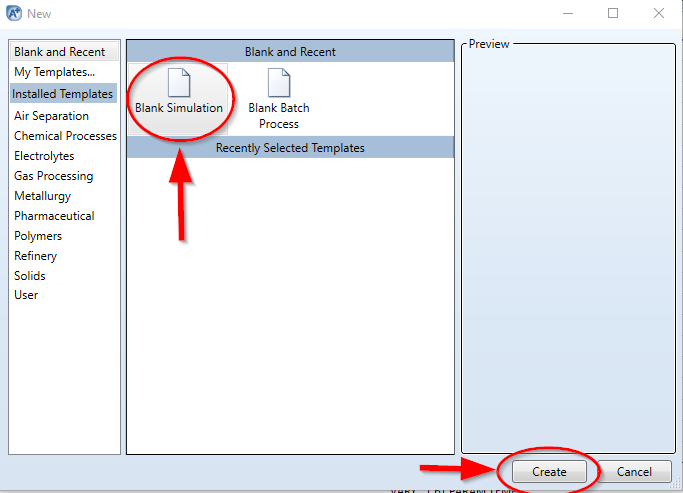 New
Blank and Recent
My Templates...
Installed Templates
Air Separation
Chemical Processes
Electrolytes
Gas Processing
Metallurgy
Pharmaceutical
Polymers
Refinery
Solids
User
Blank and Recent
Blank Simulation
Blank Batch
Process
Recently Selected Templates
Preview
Create
Cancel